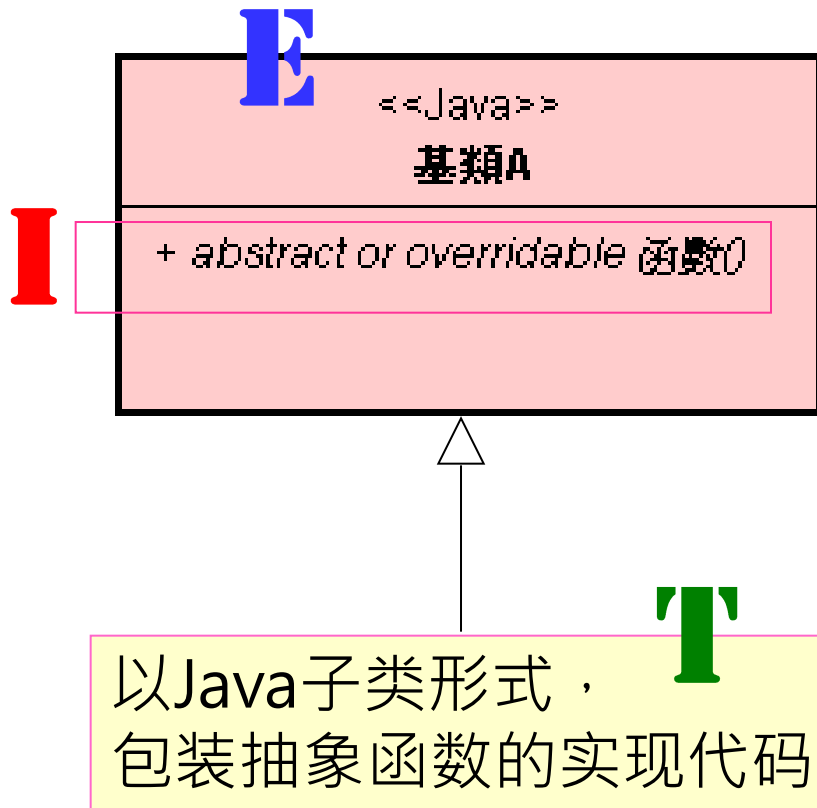 E
<<Java>>
基類A
I
+ abstract or overridable 函數()
T
以Java子类形式，
包装抽象函数的实现代码